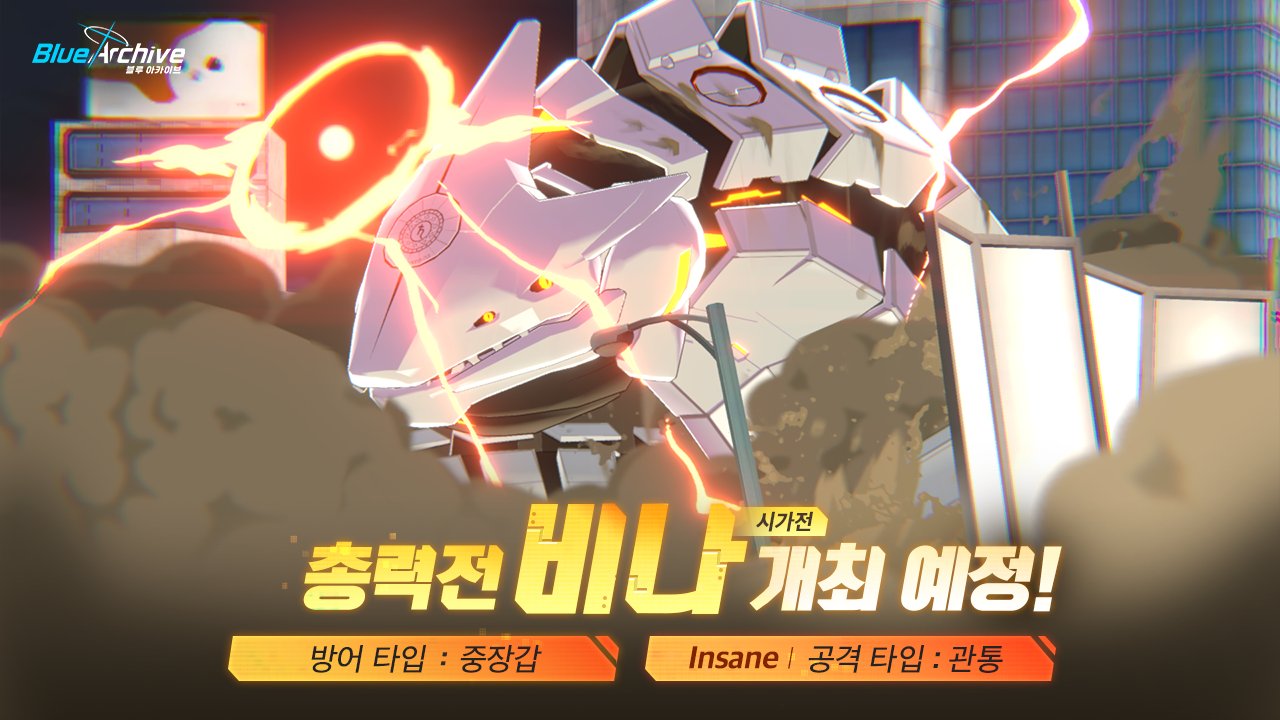 Blue Archive
블루 아카이브
시가전
총력전 비나 개최 예정!
방어 타입 : 중장갑
Insane | 공격 타입 : 관통